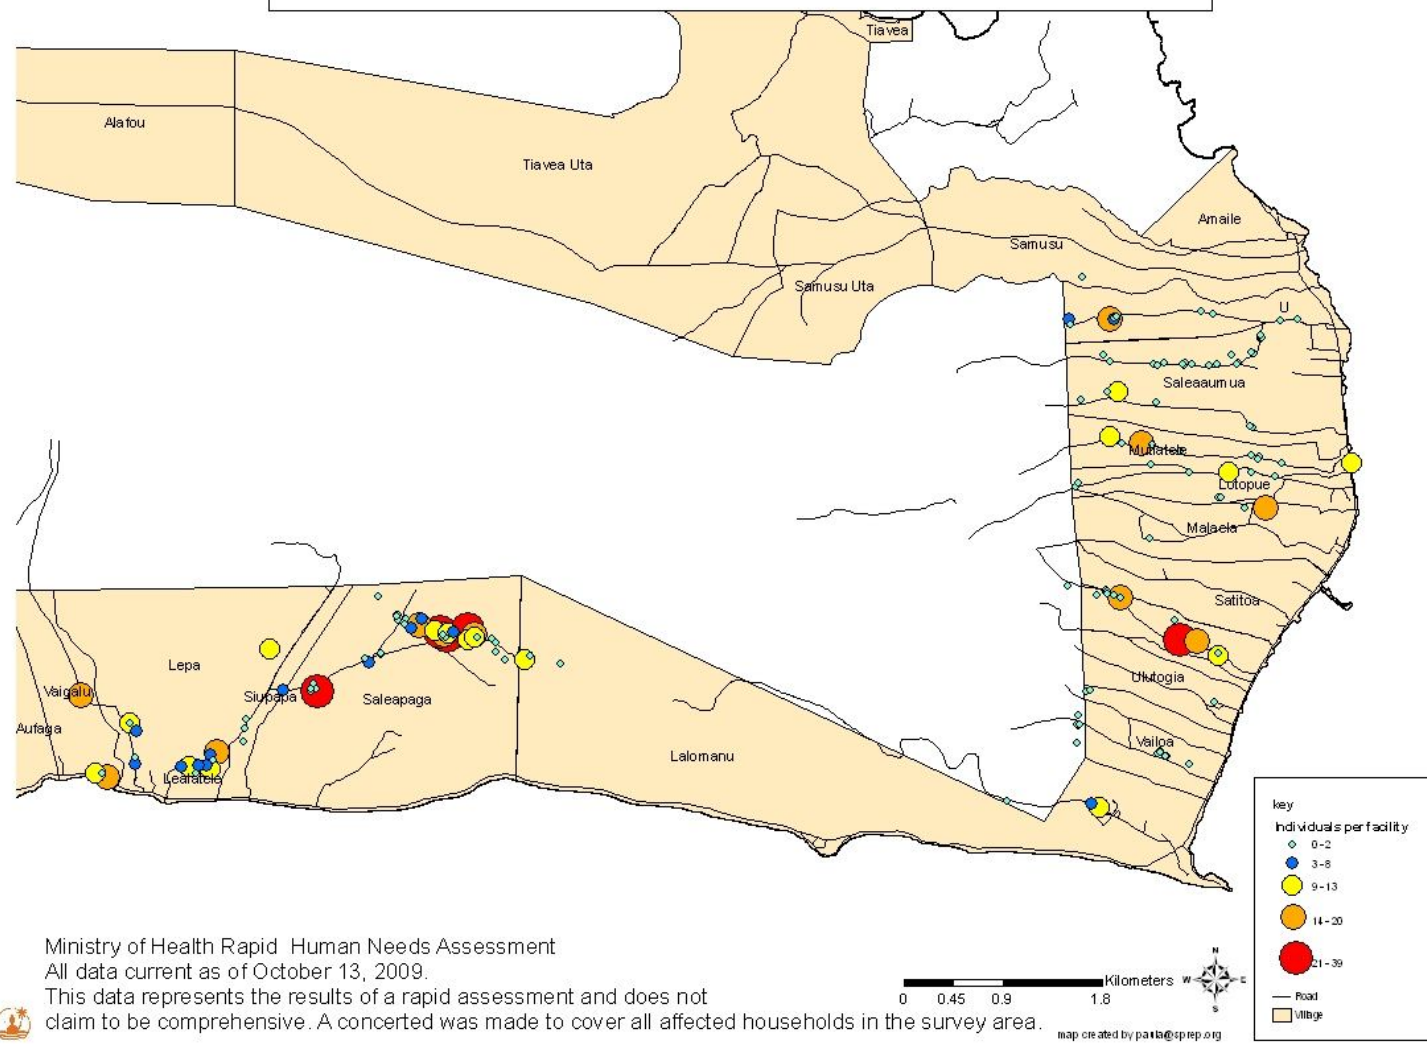 Tiavea
Alafou
Tiavea Uta
Amaile
Samusu
Samusu Uta
U
Saleaaumua
Mutiatele
Lotopue
Malaela
Satitoa
Lepa
Vaigalu
Siupapa
Saleapaga
Ulutogia
Aufaga
Lalomanu
Vailoa
Lealatele
key
Individuals per facility
0-2
3-8
9-13
14-20
21-39
Road
Village
Ministry of Health Rapid Human Needs Assessment
All data current as of October 13, 2009.
This data represents the results of a rapid assessment and does not
claim to be comprehensive. A concerted was made to cover all affected households in the survey area.
Kilometers
0 0.45 0.9 1.8
N
W E
S
map created by paula@sprep.org